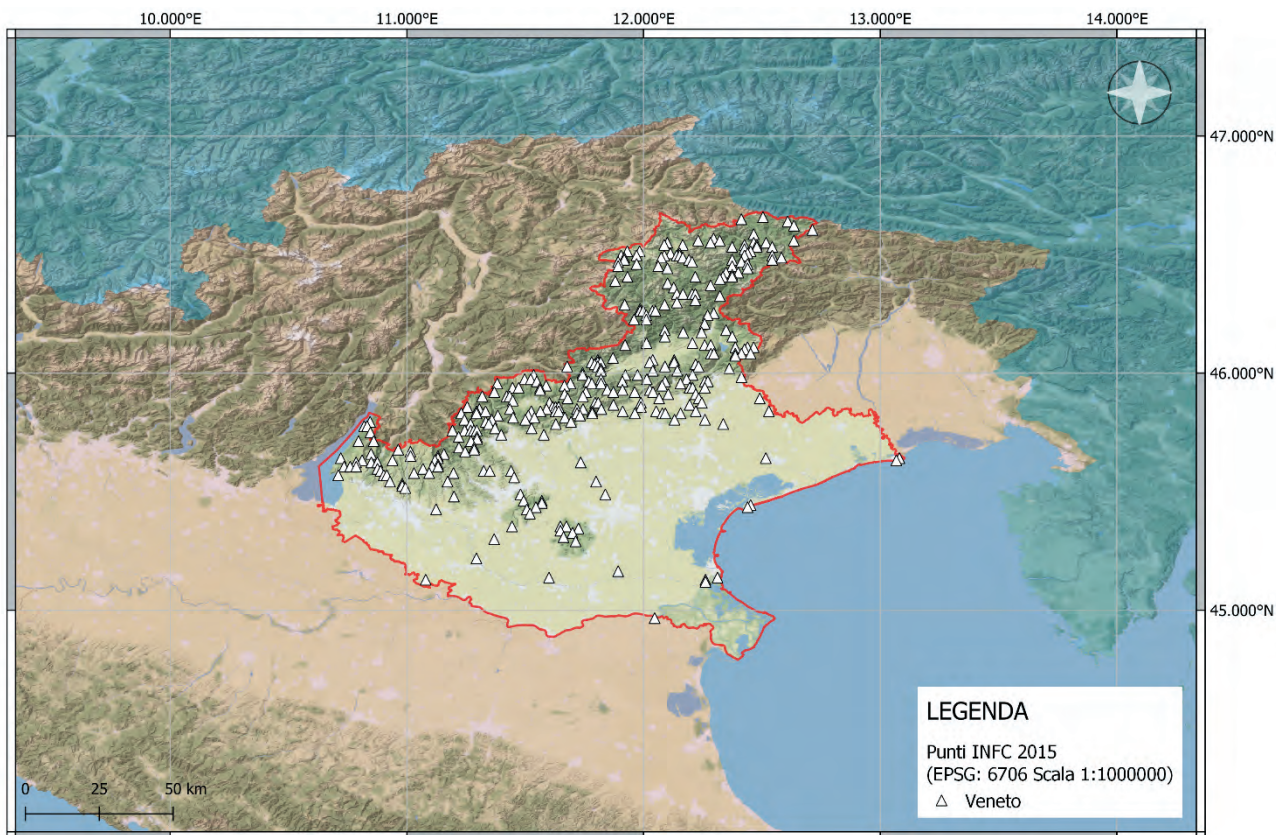 10.000°E 11.000°E 12.000°E 13.000°E 14.000°E
47.000°N
46.000°N
45.000°N
LEGENDA
Punti INFC 2015
(EPSG: 6706 Scala 1:1000000)
Veneto
0 25 50 km